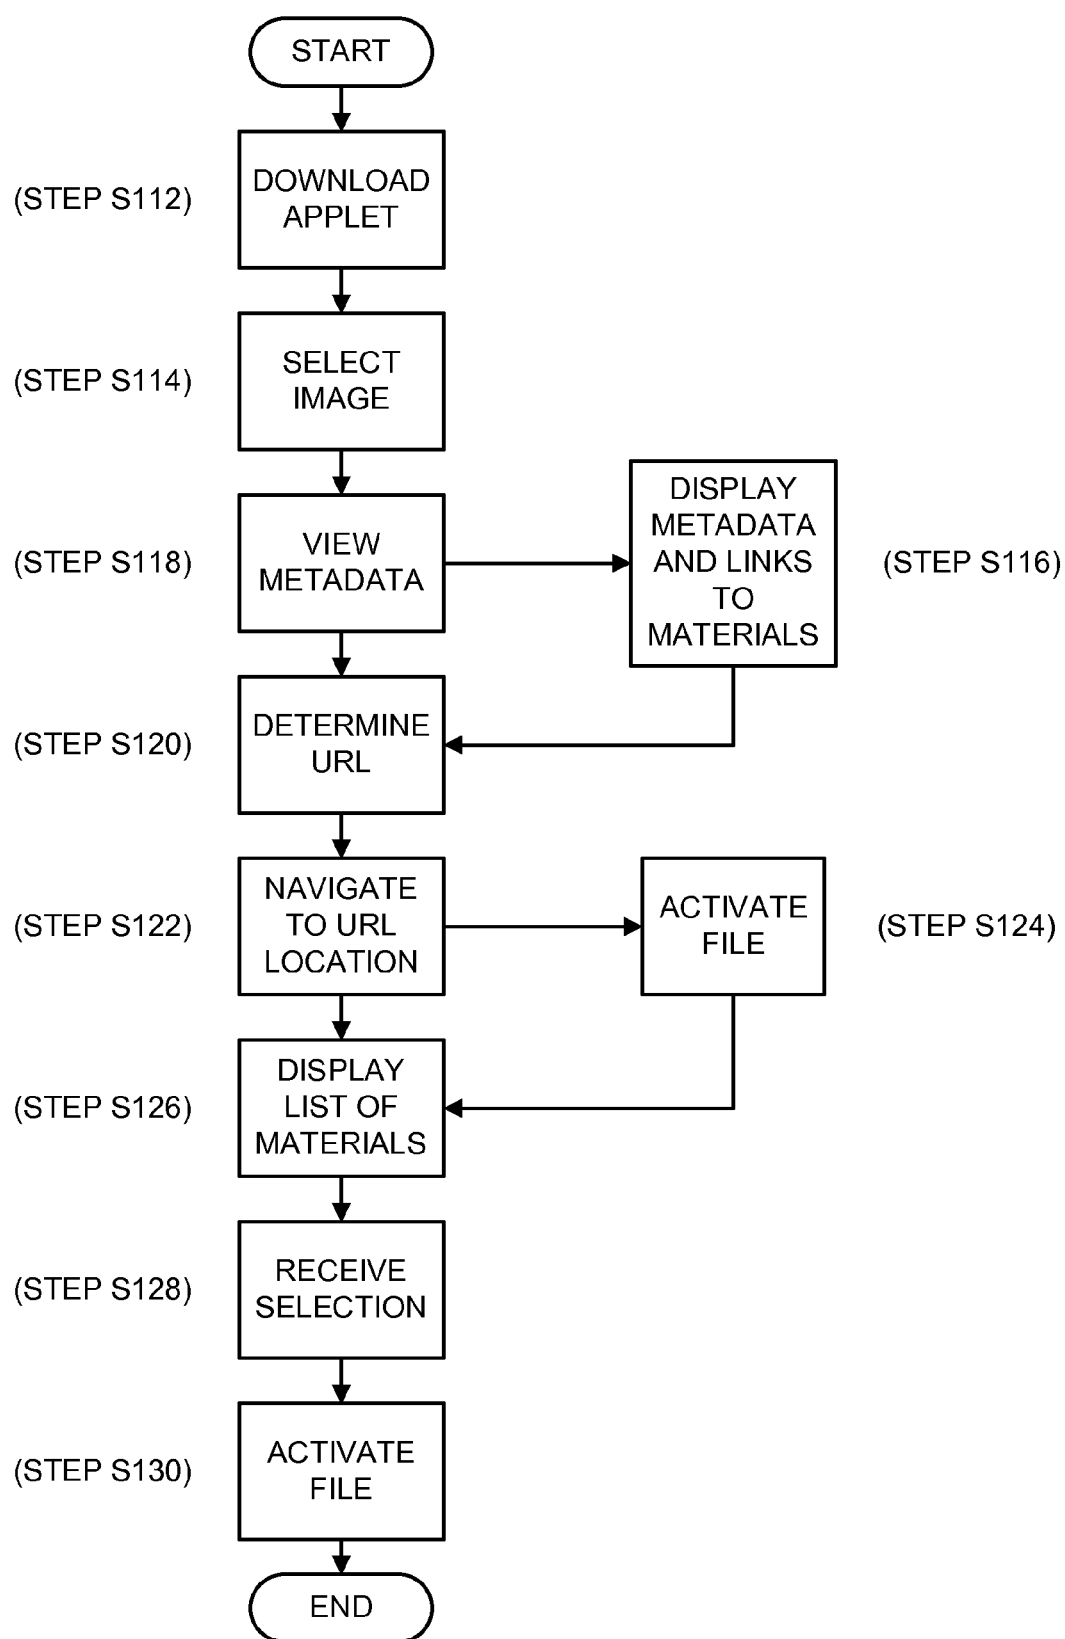 START
(STEP S112)
DOWNLOAD
APPLET
(STEP S114)
SELECT
IMAGE
(STEP S118)
VIEW
METADATA
DISPLAY
METADATA
AND LINKS
TO
MATERIALS
(STEP S116)
(STEP S120)
DETERMINE
URL
(STEP S122)
NAVIGATE
TO URL
LOCATION
ACTIVATE
FILE
(STEP S124)
(STEP S126)
DISPLAY
LIST OF
MATERIALS
(STEP S128)
RECEIVE
SELECTION
(STEP S130)
ACTIVATE
FILE
END